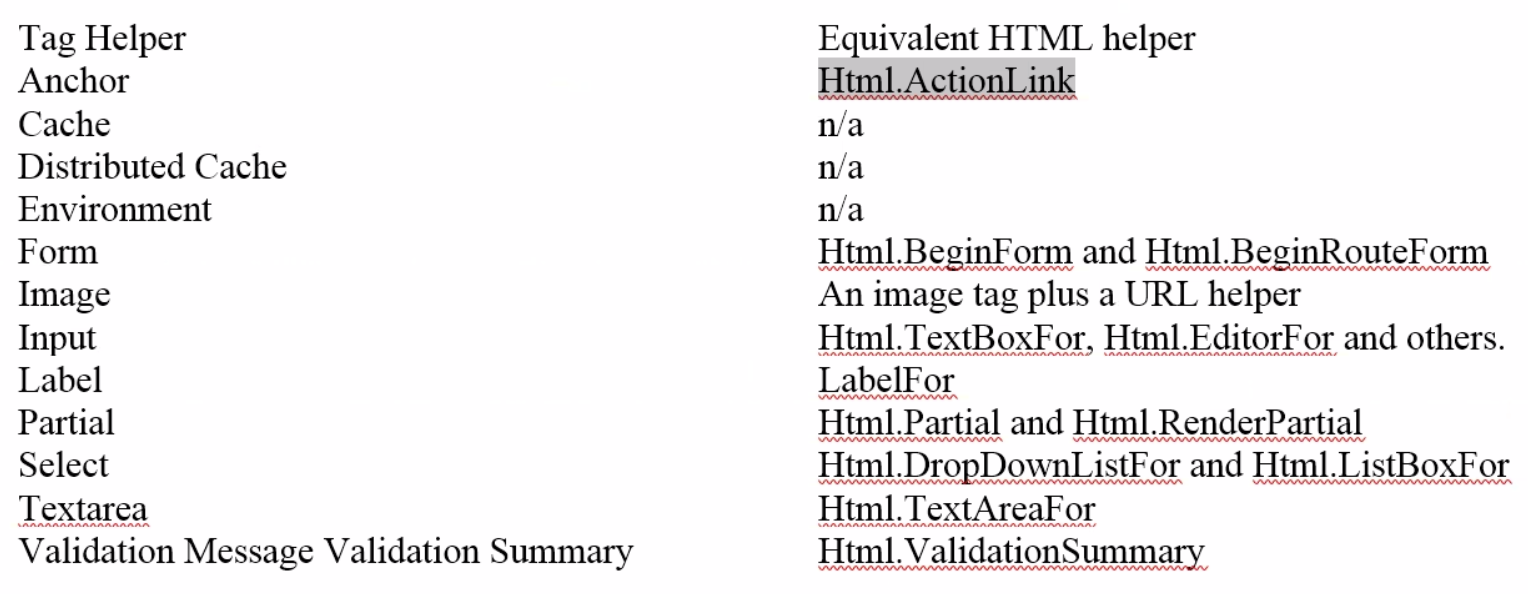 Tag Helper Equivalent HTML helper
Anchor Html.ActionLink
Cache n/a
Distributed Cache n/a
Environment n/a
Form Html.BeginForm and Html.BeginRouteForm
Image An image tag plus a URL helper
Input Html.TextBoxFor, Html.EditorFor and others.
Label LabelFor
Partial Html.Partial and Html.RenderPartial
Select Html.DropDownListFor and Html.ListBoxFor
Textarea Html.TextAreaFor
Validation Message Validation Summary Html.ValidationSummary